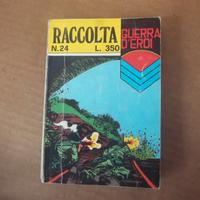 RACCOLTA
N.24 L. 350
GUERRA
D'EROI